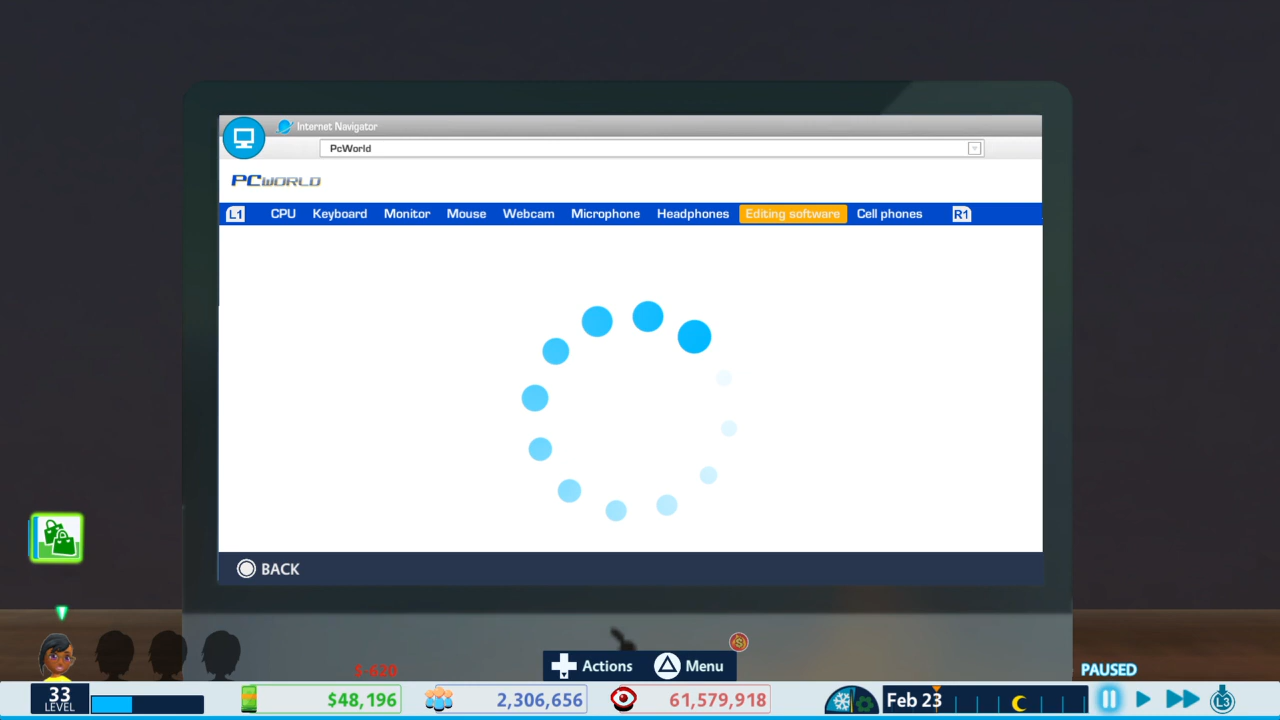 Internet Navigator
PcWorld
PCWORLD
L1 CPU Keyboard Monitor Mouse Webcam Microphone Headphones Editing software Cell phones R1
BACK
$-620
Actions Menu
PAUSED
33
LEVEL
$48,196
2,306,656
61,579,918
Feb 23
L3